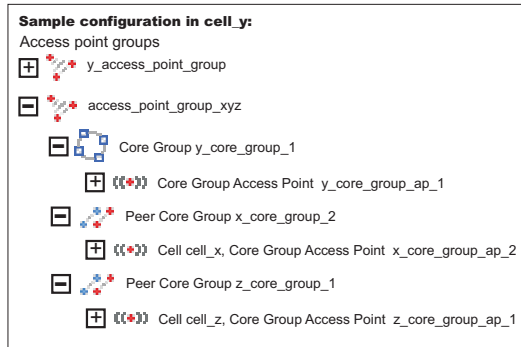 Sample configuration in cell_y:
Access point groups
y_access_point_group
access_point_group_xyz
Core Group y_core_group_1
Core Group Access Point y_core_group_ap_1
Peer Core Group x_core_group_2
Cell cell_x, Core Group Access Point x_core_group_ap_2
Peer Core Group z_core_group_1
Cell cell_z, Core Group Access Point z_core_group_ap_1